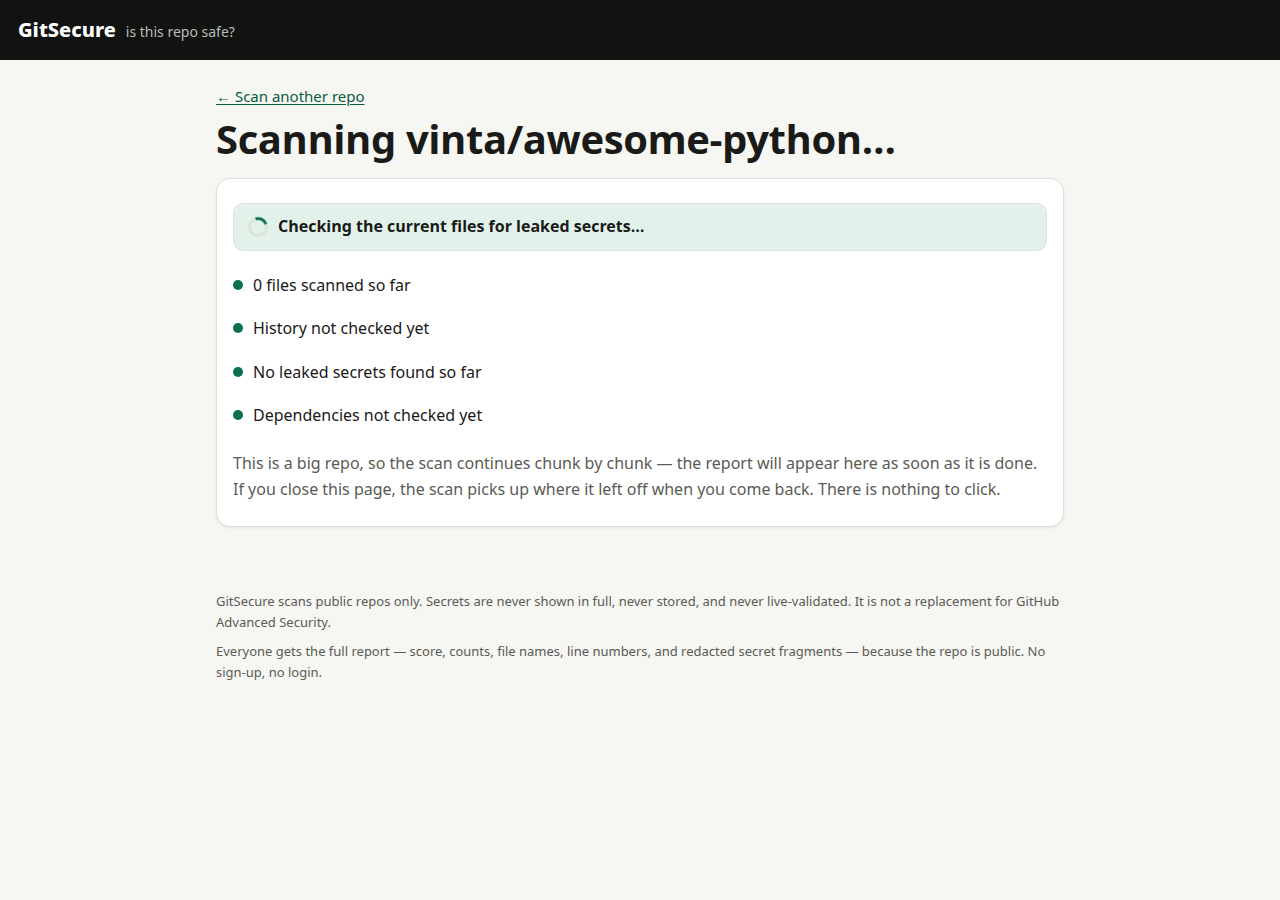 GitSecure is this repo safe?
← Scan another repo
Scanning vinta/awesome-python...
Checking the current files for leaked secrets...
0 files scanned so far
History not checked yet
No leaked secrets found so far
Dependencies not checked yet
This is a big repo, so the scan continues chunk by chunk — the report will appear here as soon as it is done.
If you close this page, the scan picks up where it left off when you come back. There is nothing to click.
GitSecure scans public repos only. Secrets are never shown in full, never stored, and never live-validated. It is not a replacement for GitHub
Advanced Security.
Everyone gets the full report — score, counts, file names, line numbers, and redacted secret fragments — because the repo is public. No
sign-up, no login.